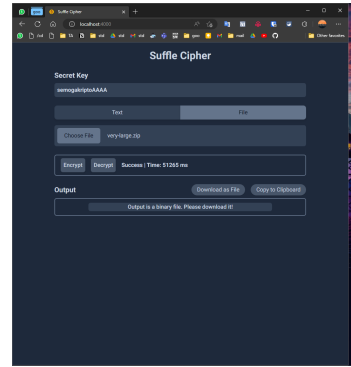 Suffle Cipher
localhost:4000
Other favorites
Suffle Cipher
Secret Key
semogakriptoAAAA
Text
File
Choose File very-large.zip
Encrypt Decrypt Success | Time: 51265 ms
Output Download as File Copy to Clipboard
Output is a binary file. Please download it!